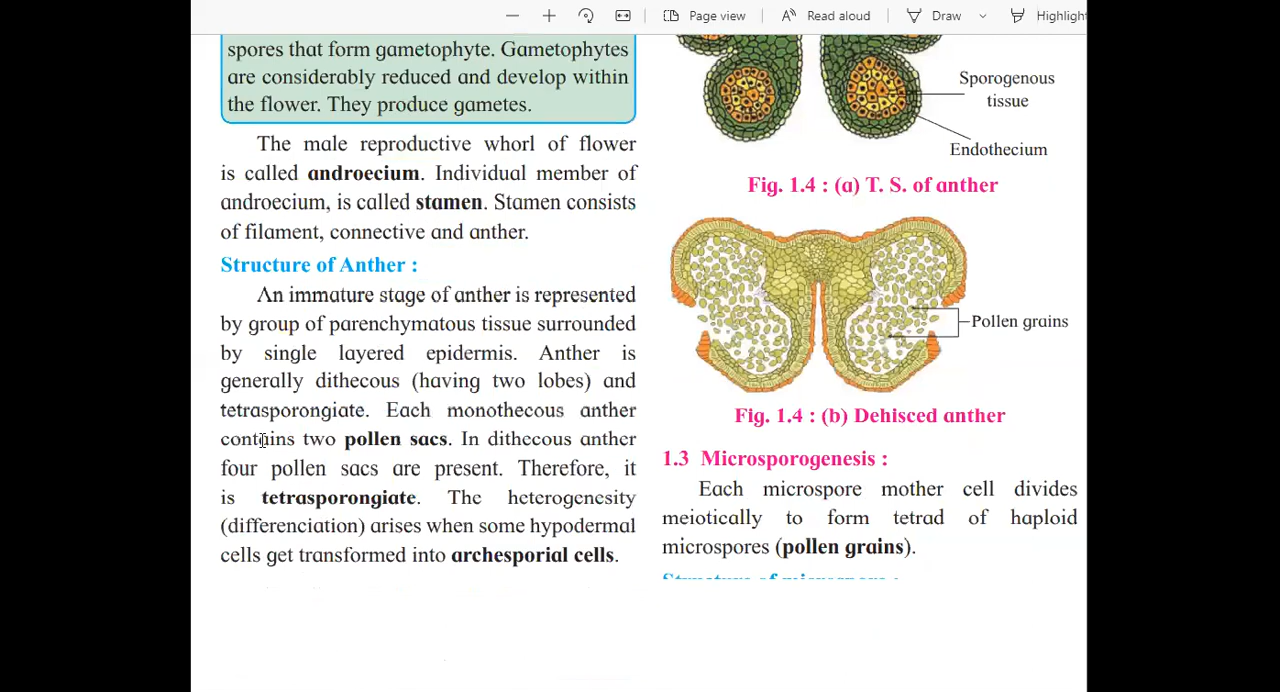 Page view
Read aloud
Draw
Highligh
spores that form gametophyte. Gametophytes
are considerably reduced and develop within
the flower. They produce gametes.
The male reproductive whorl of flower
is called androecium. Individual member of
androecium, is called stamen. Stamen consists
of filament, connective and anther.
Structure of Anther :
An immature stage of anther is represented
by group of parenchymatous tissue surrounded
by single layered epidermis. Anther is
generally dithecous (having two lobes) and
tetrasporongiate. Each monothecous anther
contains two pollen sacs. In dithecous anther
four pollen sacs are present. Therefore, it
is tetrasporongiate. The heterogenesity
(differenciation) arises when some hypodermal
cells get transformed into archesporial cells.
Sporogenous
tissue
Endothecium
Fig. 1.4 : (a) T. S. of anther
Pollen grains
Fig. 1.4 : (b) Dehisced anther
1.3 Microsporogenesis :
Each microspore mother cell divides
meiotically to form tetrad of haploid
microspores (pollen grains).